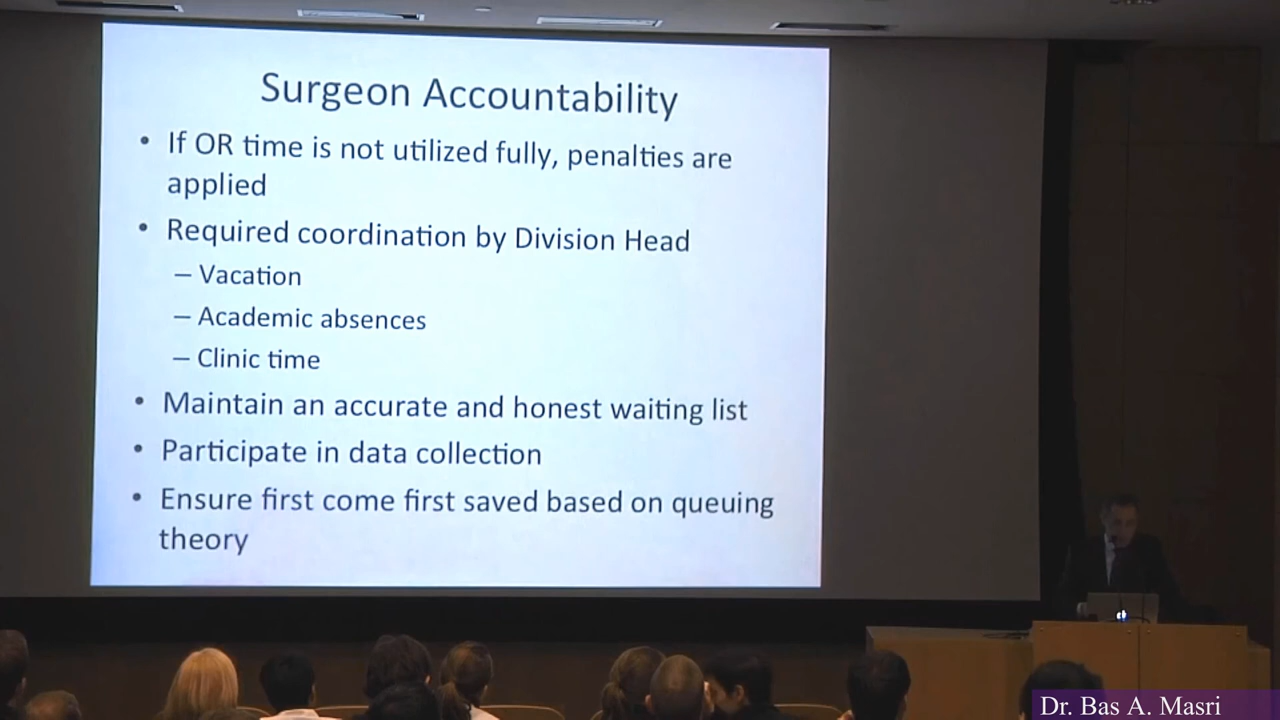 Surgeon Accountability
• If OR time is not utilized fully, penalties are
applied
• Required coordination by Division Head
– Vacation
– Academic absences
– Clinic time
• Maintain an accurate and honest waiting list
• Participate in data collection
• Ensure first come first saved based on queuing
theory
Dr. Bas A. Masri